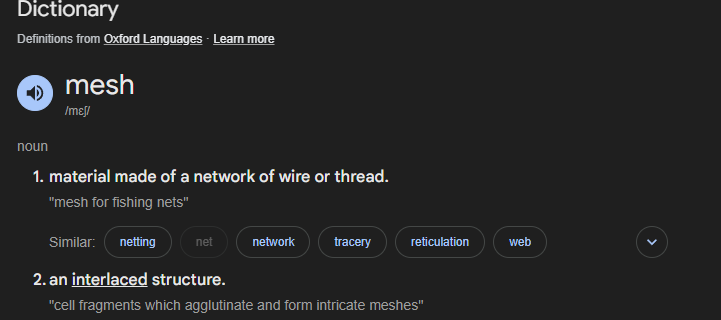 Dictionary
Definitions from Oxford Languages · Learn more
mesh
/mɛʃ/
noun
1. material made of a network of wire or thread.
"mesh for fishing nets"
Similar: netting net network tracery reticulation web
2. an interlaced structure.
"cell fragments which agglutinate and form intricate meshes"